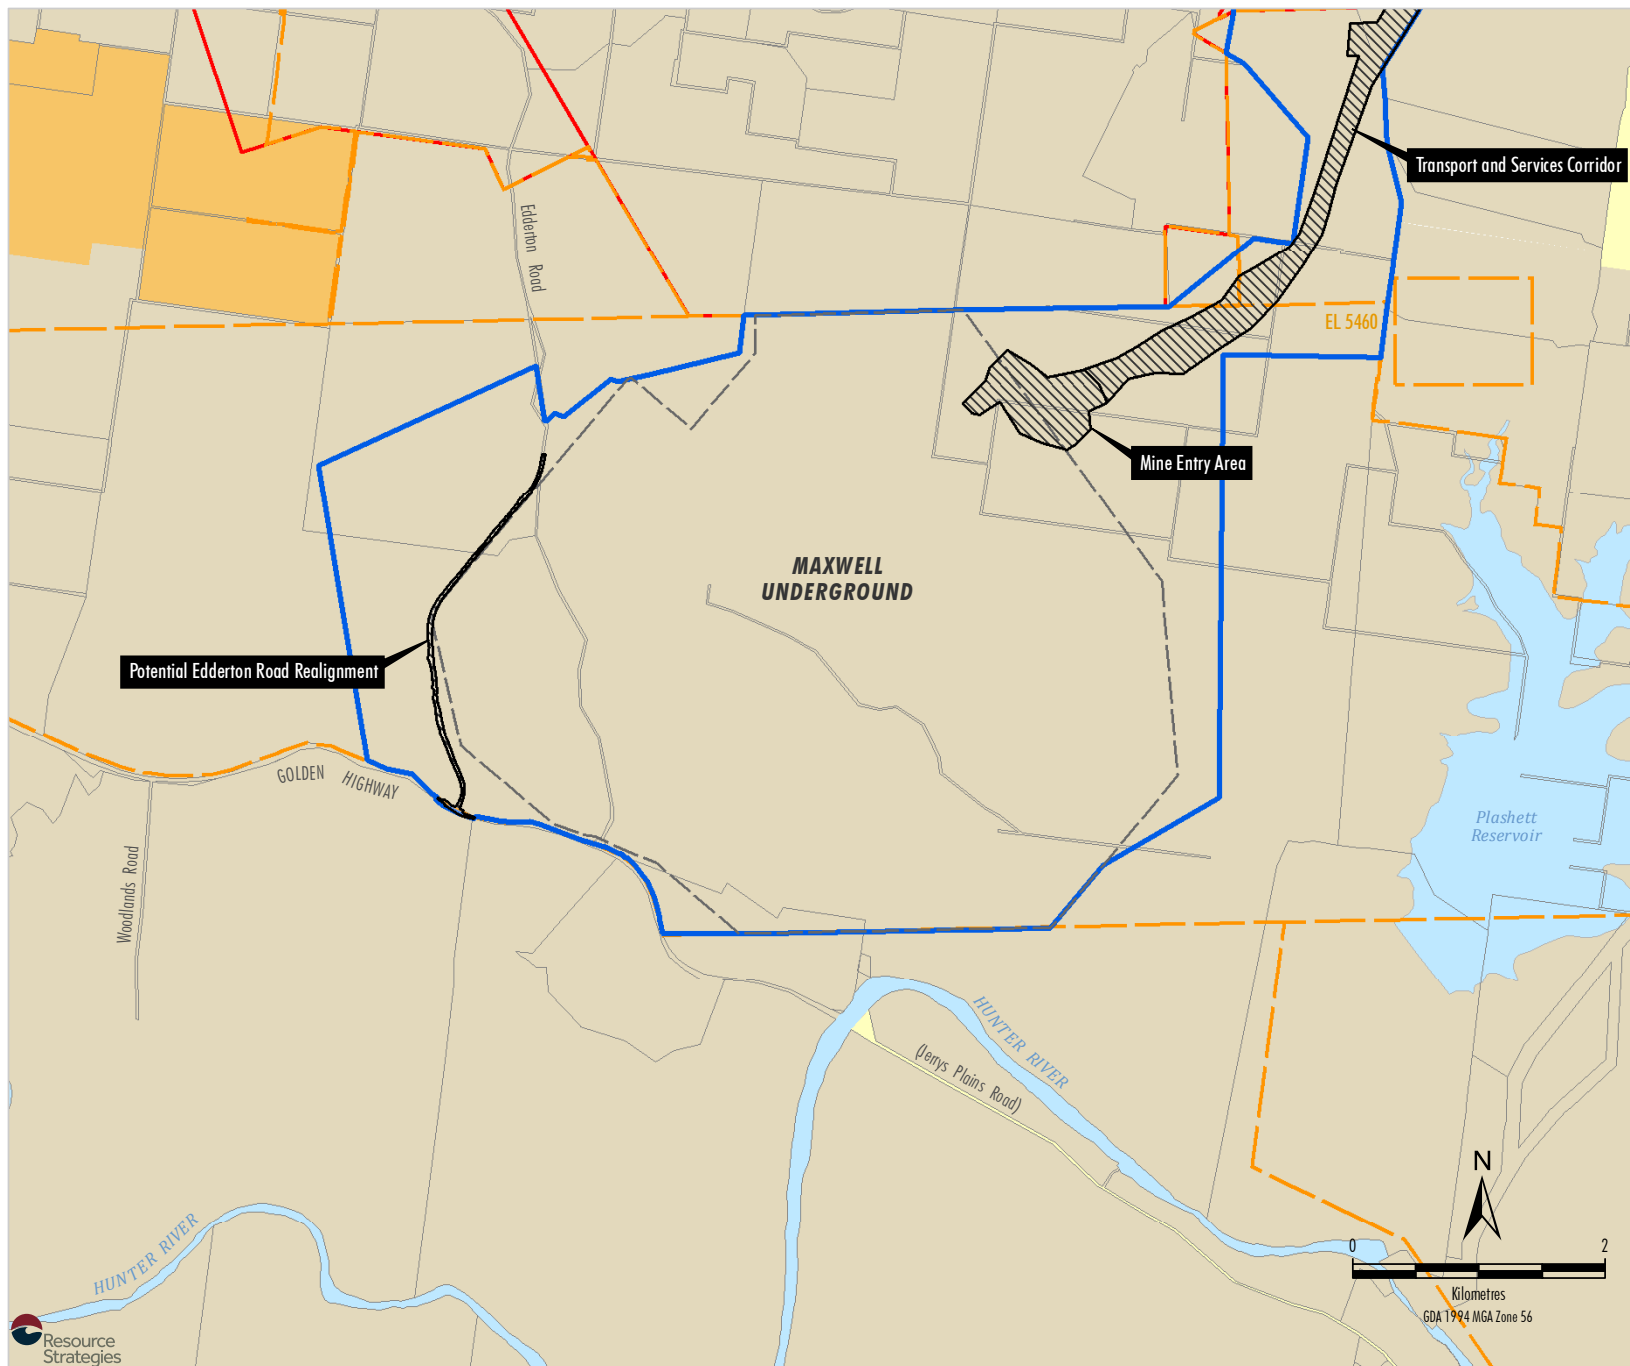 Transport and Services Corridor
Edderton Road
EL 5460
Mine Entry Area
MAXWELL
UNDERGROUND
Potential Edderton Road Realignment
GOLDEN HIGHWAY
Plashett
Reservoir
Woodlands Road
HUNTER RIVER
(Jerrys Plains Road)
N
HUNTER RIVER
0 2
Kilometres
GDA 1994 MGA Zone 56
Resource
Strategies